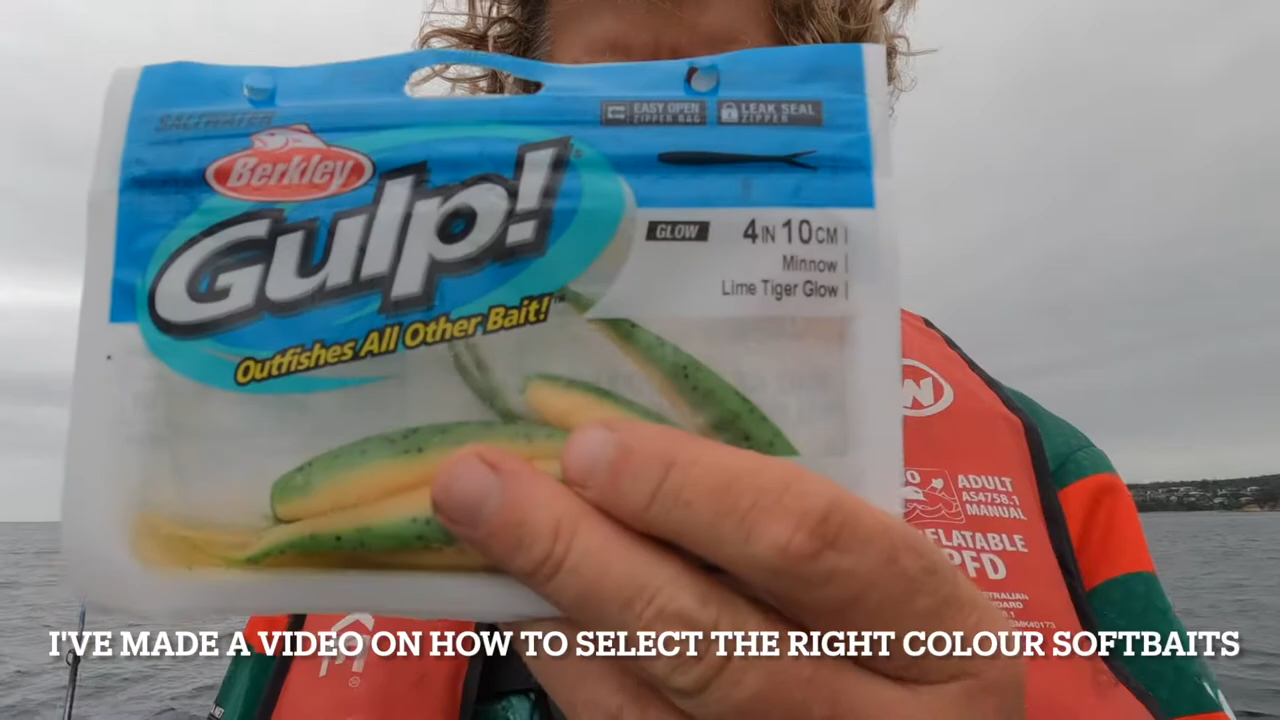 SALTWATER
EASY OPEN
ZIPPER BAG
LEAK SEAL
ZIPPER
Berkley
Gulp!
Outfishes All Other Bait!
GLOW
4IN 10CM
Minnow
Lime Tiger Glow
ADULT
AS4758.1
MANUAL
FLATABLE
PFD
I'VE MADE A VIDEO ON HOW TO SELECT THE RIGHT COLOUR SOFTBAITS